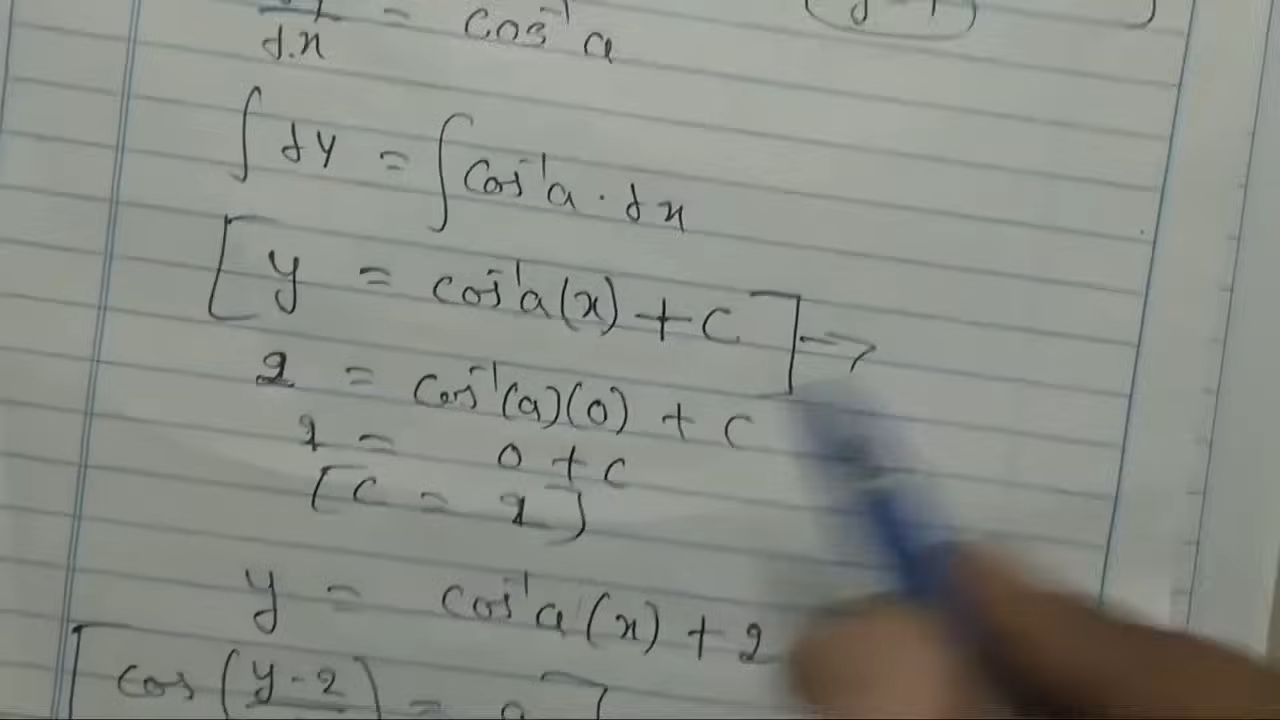 dx = cos⁻¹ a
∫ dy = ∫ cos⁻¹a · dx
[ y = cos⁻¹a(x) + c ] →
2 = cos⁻¹(a)(0) + c
2 = 0 + c
[ c = 2 ]
y = cos⁻¹a(x) + 2
[ cos(y-2) = a ]